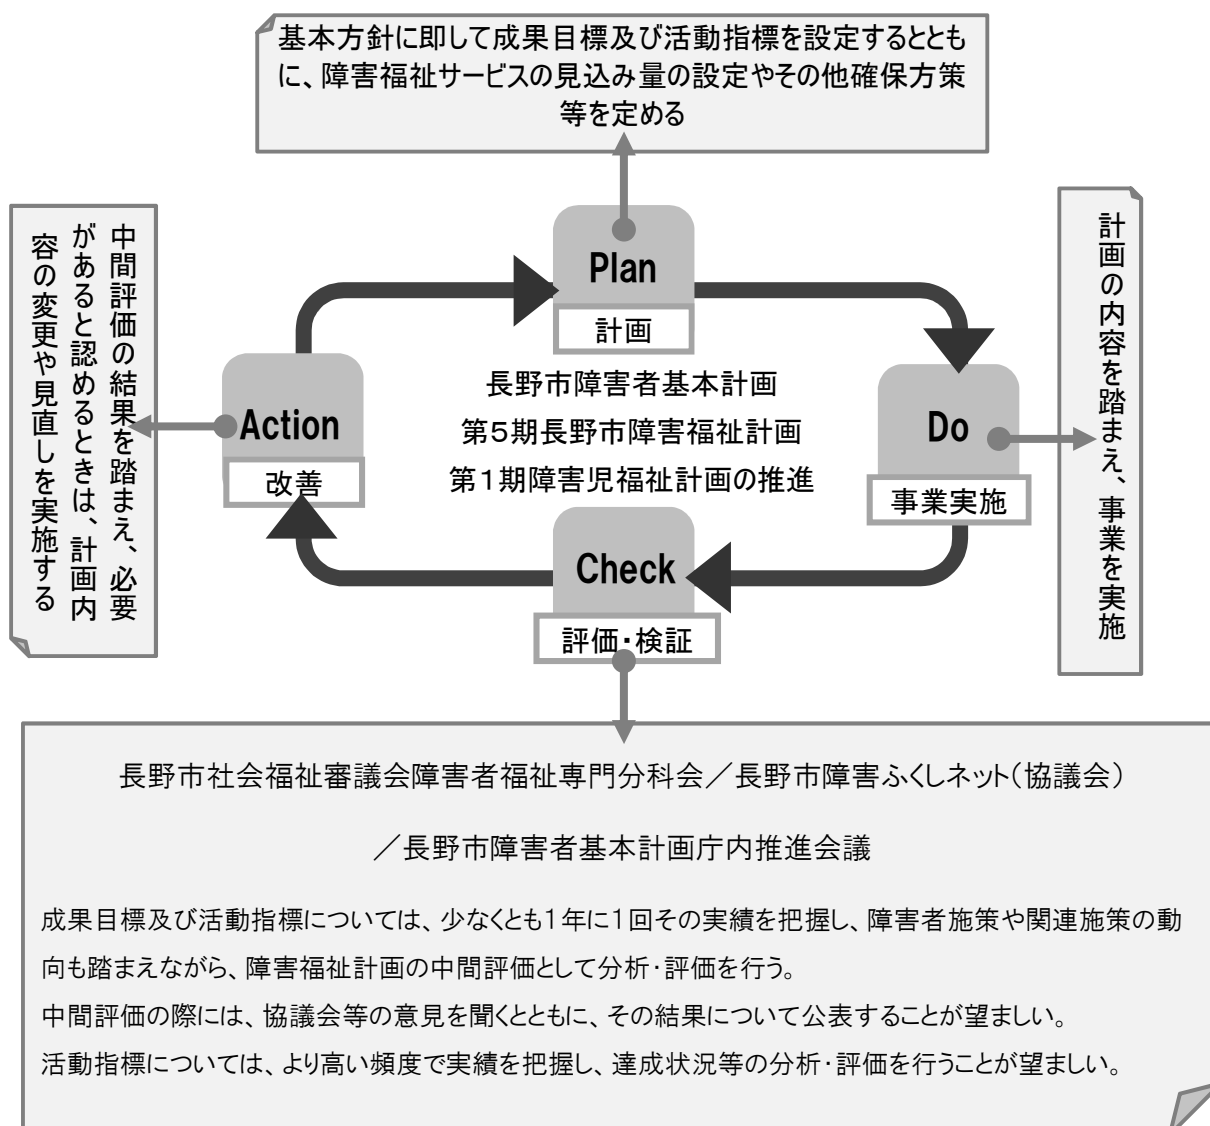 基本方針に即して成果目標及び活動指標を設定するととも
に、障害福祉サービスの見込み量の設定やその他確保方策
等を定める
Plan
計画
中間評価の結果を踏まえ、必要
があると認めるときは、計画内
容の変更や見直しを実施する
Action
改善
長野市障害者基本計画
第5期長野市障害福祉計画
第1期障害児福祉計画の推進
Do
事業実施
計画の内容を踏まえ、事業を実施
Check
評価・検証
長野市社会福祉審議会障害者福祉専門分科会／長野市障害ふくしネット(協議会)
／長野市障害者基本計画庁内推進会議
成果目標及び活動指標については、少なくとも1年に1回その実績を把握し、障害者施策や関連施策の動
向も踏まえながら、障害福祉計画の中間評価として分析・評価を行う。
中間評価の際には、協議会等の意見を聞くとともに、その結果について公表することが望ましい。
活動指標については、より高い頻度で実績を把握し、達成状況等の分析・評価を行うことが望ましい。